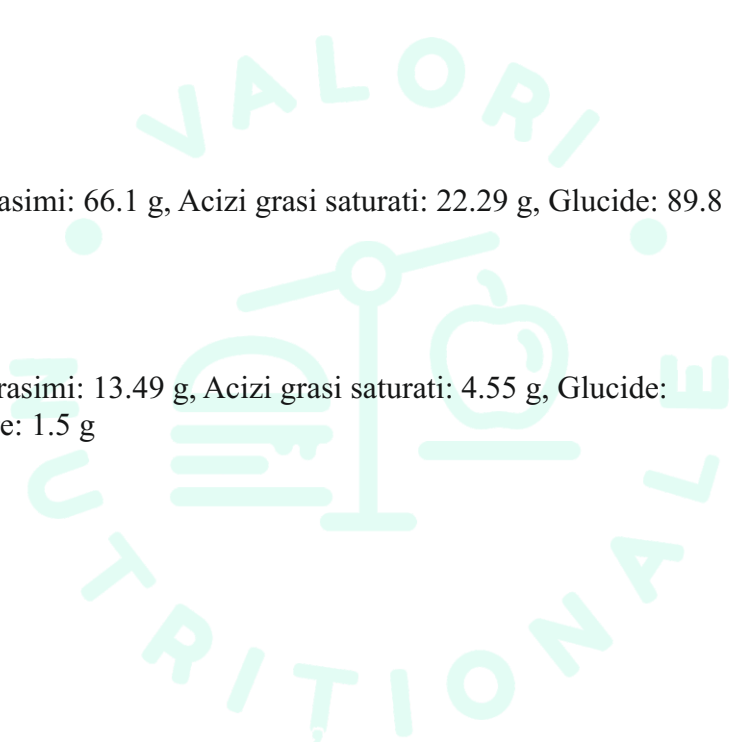 VALORI
asimi: 66.1 g, Acizi grasi saturati: 22.29 g, Glucide: 89.8
rasimi: 13.49 g, Acizi grasi saturati: 4.55 g, Glucide:
e: 1.5 g
NUTRITIONALE